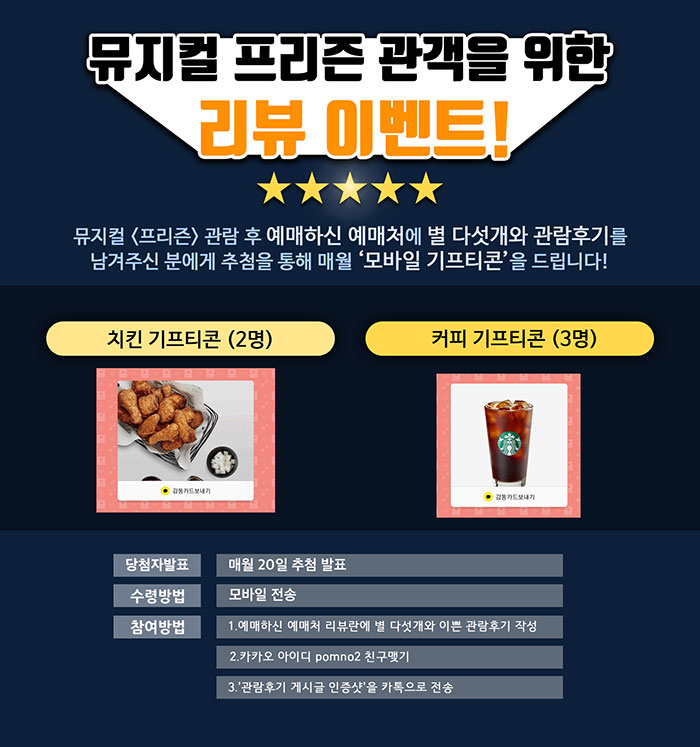 뮤지컬 프리즌 관객을 위한
리뷰 이벤트!
뮤지컬 <프리즌> 관람 후 예매하신 예매처에 별 다섯개와 관람후기를
남겨주신 분에게 추첨을 통해 매월 ‘모바일 기프티콘’을 드립니다!
치킨 기프티콘 (2명)
커피 기프티콘 (3명)
감동카드보내기
감동카드보내기
당첨자발표 매월 20일 추첨 발표
수령방법 모바일 전송
참여방법 1.예매하신 예매처 리뷰란에 별 다섯개와 이쁜 관람후기 작성
2.카카오 아이디 pomno2 친구맺기
3.'관람후기 게시글 인증샷'을 카톡으로 전송